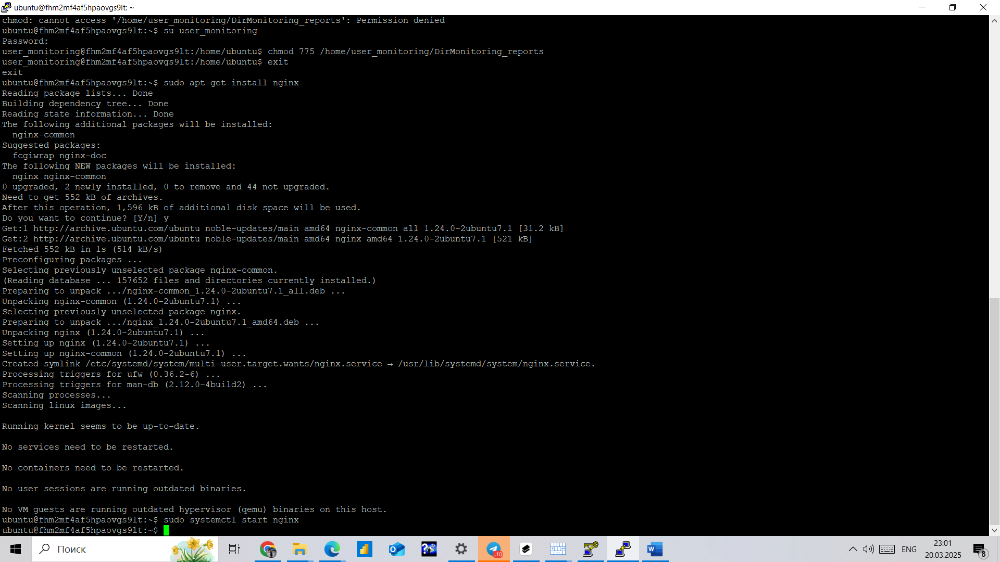 ubuntu@fhm2mf4af5hpaovgs9lt: ~
chmod: cannot access '/home/user_monitoring/DirMonitoring_reports': Permission denied
ubuntu@fhm2mf4af5hpaovgs9lt:~$ su user_monitoring
Password:
user_monitoring@fhm2mf4af5hpaovgs9lt:/home/ubuntu$ chmod 775 /home/user_monitoring/DirMonitoring_reports
user_monitoring@fhm2mf4af5hpaovgs9lt:/home/ubuntu$ exit
exit
ubuntu@fhm2mf4af5hpaovgs9lt:~$ sudo apt-get install nginx
Reading package lists... Done
Building dependency tree... Done
Reading state information... Done
The following additional packages will be installed:
  nginx-common
Suggested packages:
  fcgiwrap nginx-doc
The following NEW packages will be installed:
  nginx nginx-common
0 upgraded, 2 newly installed, 0 to remove and 44 not upgraded.
Need to get 552 kB of archives.
After this operation, 1,596 kB of additional disk space will be used.
Do you want to continue? [Y/n] y
Get:1 http://archive.ubuntu.com/ubuntu noble-updates/main amd64 nginx-common all 1.24.0-2ubuntu7.1 [31.2 kB]
Get:2 http://archive.ubuntu.com/ubuntu noble-updates/main amd64 nginx amd64 1.24.0-2ubuntu7.1 [521 kB]
Fetched 552 kB in 1s (514 kB/s)
Preconfiguring packages ...
Selecting previously unselected package nginx-common.
(Reading database ... 157652 files and directories currently installed.)
Preparing to unpack .../nginx-common_1.24.0-2ubuntu7.1_all.deb ...
Unpacking nginx-common (1.24.0-2ubuntu7.1) ...
Selecting previously unselected package nginx.
Preparing to unpack .../nginx_1.24.0-2ubuntu7.1_amd64.deb ...
Unpacking nginx (1.24.0-2ubuntu7.1) ...
Setting up nginx (1.24.0-2ubuntu7.1) ...
Setting up nginx-common (1.24.0-2ubuntu7.1) ...
Created symlink /etc/systemd/system/multi-user.target.wants/nginx.service → /usr/lib/systemd/system/nginx.service.
Processing triggers for ufw (0.36.2-6) ...
Processing triggers for man-db (2.12.0-4build2) ...
Scanning processes...
Scanning linux images...
Running kernel seems to be up-to-date.
No services need to be restarted.
No containers need to be restarted.
No user sessions are running outdated binaries.
No VM guests are running outdated hypervisor (qemu) binaries on this host.
ubuntu@fhm2mf4af5hpaovgs9lt:~$ sudo systemctl start nginx
ubuntu@fhm2mf4af5hpaovgs9lt:~$
Поиск
..10
ENG
23:01
20.03.2025
8